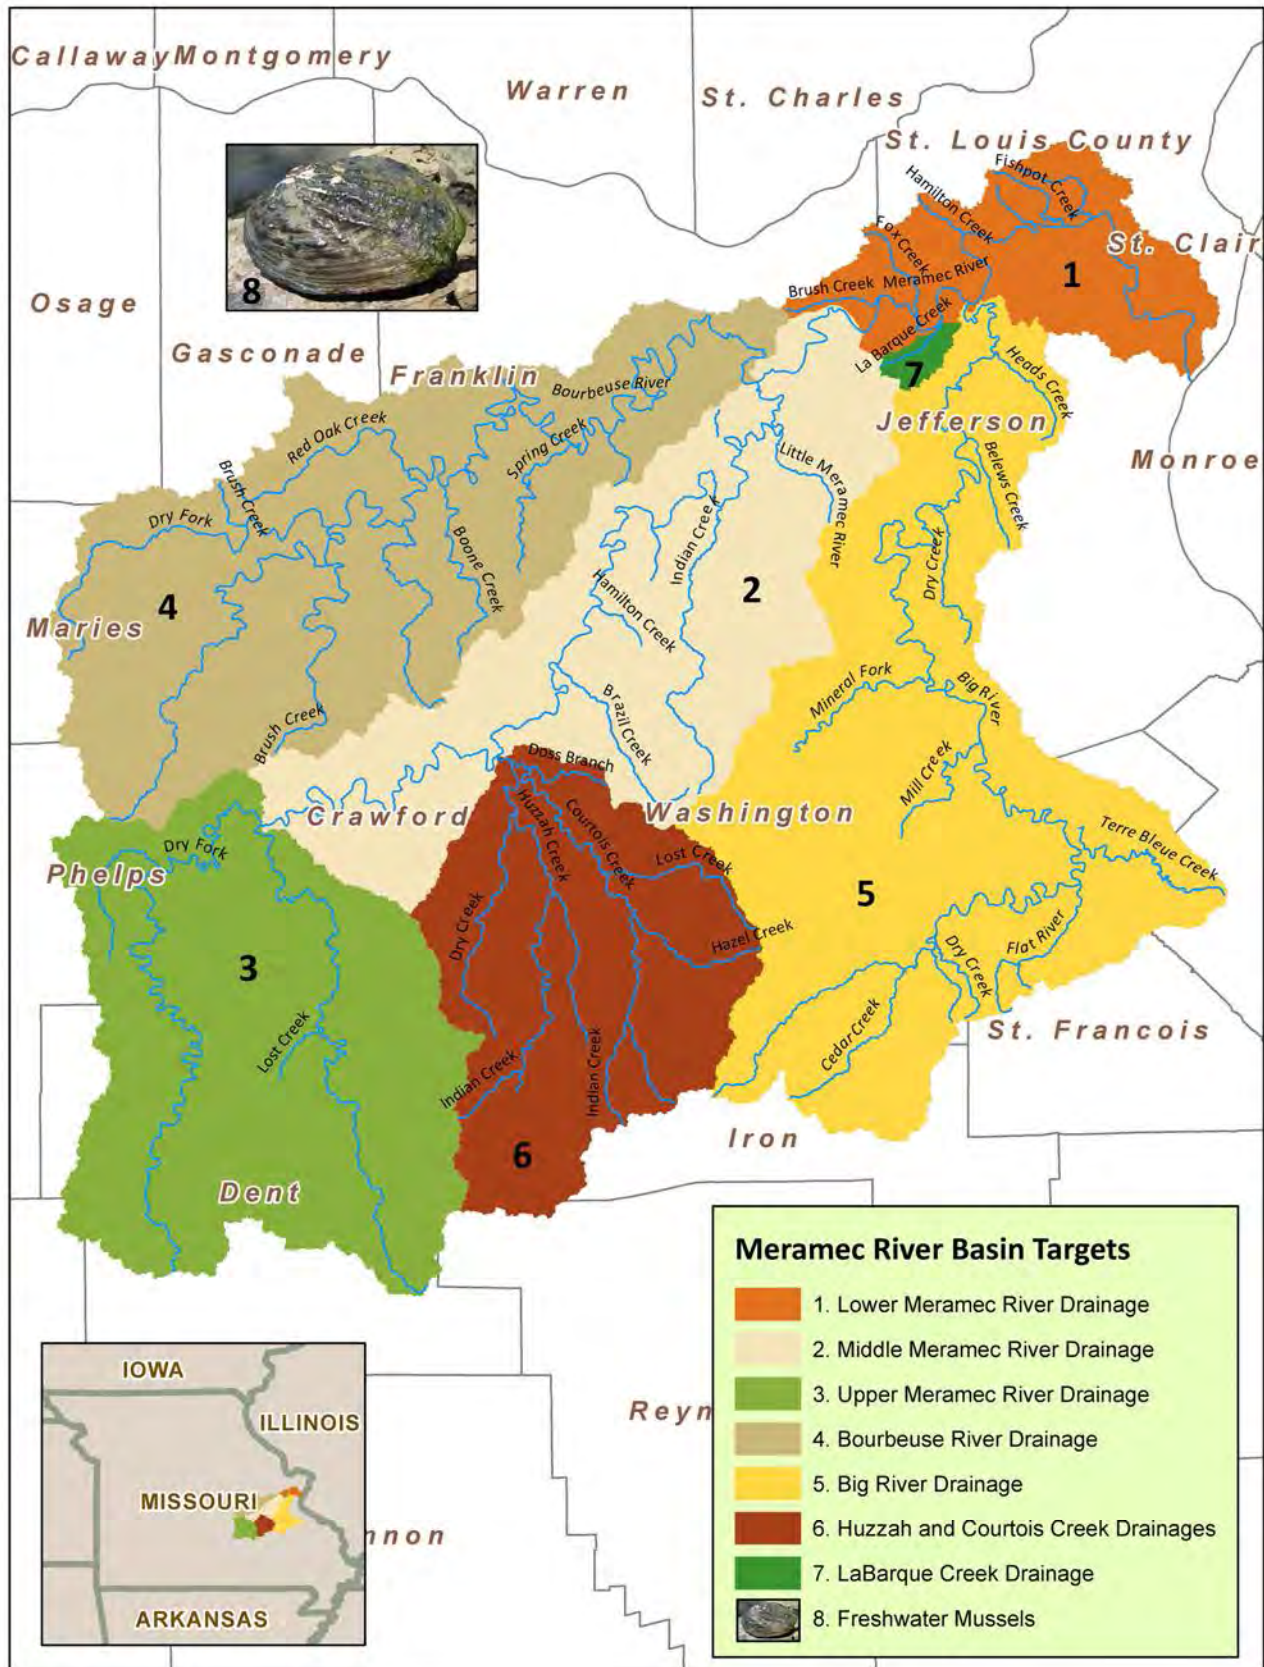 Callaway
Montgomery
Warren
St. Charles
St. Louis County
Fishpot Creek
Hamilton Creek
Fox Creek
St. Clair
8
Brush Creek
Meramec River
1
Osage
Gasconade
Franklin
La Barque Creek
7
Heads Creek
Bourbeuse River
Jefferson
Red Oak Creek
Spring Creek
Little Meramec River
Belews Creek
Monroe
Brush Creek
Dry Fork
Boone Creek
Indian Creek
Dry Creek
4
Hamilton Creek
2
Maries
Mineral Fork
Big River
Brazil Creek
Brush Creek
Doss Branch
Mill Creek
Crawford
Washington
Huzzah Creek
Courtois Creek
Terre Bleue Creek
Dry Fork
Phelps
Lost Creek
5
Dry Creek
Hazel Creek
Flat River
Dry Creek
3
Lost Creek
Cedar Creek
St. Francois
Indian Creek
Indian Creek
Iron
6
Dent
Meramec River Basin Targets
1. Lower Meramec River Drainage
2. Middle Meramec River Drainage
3. Upper Meramec River Drainage
4. Bourbeuse River Drainage
5. Big River Drainage
6. Huzzah and Courtois Creek Drainages
7. LaBarque Creek Drainage
8. Freshwater Mussels
Reyn
nnon
IOWA
ILLINOIS
MISSOURI
ARKANSAS